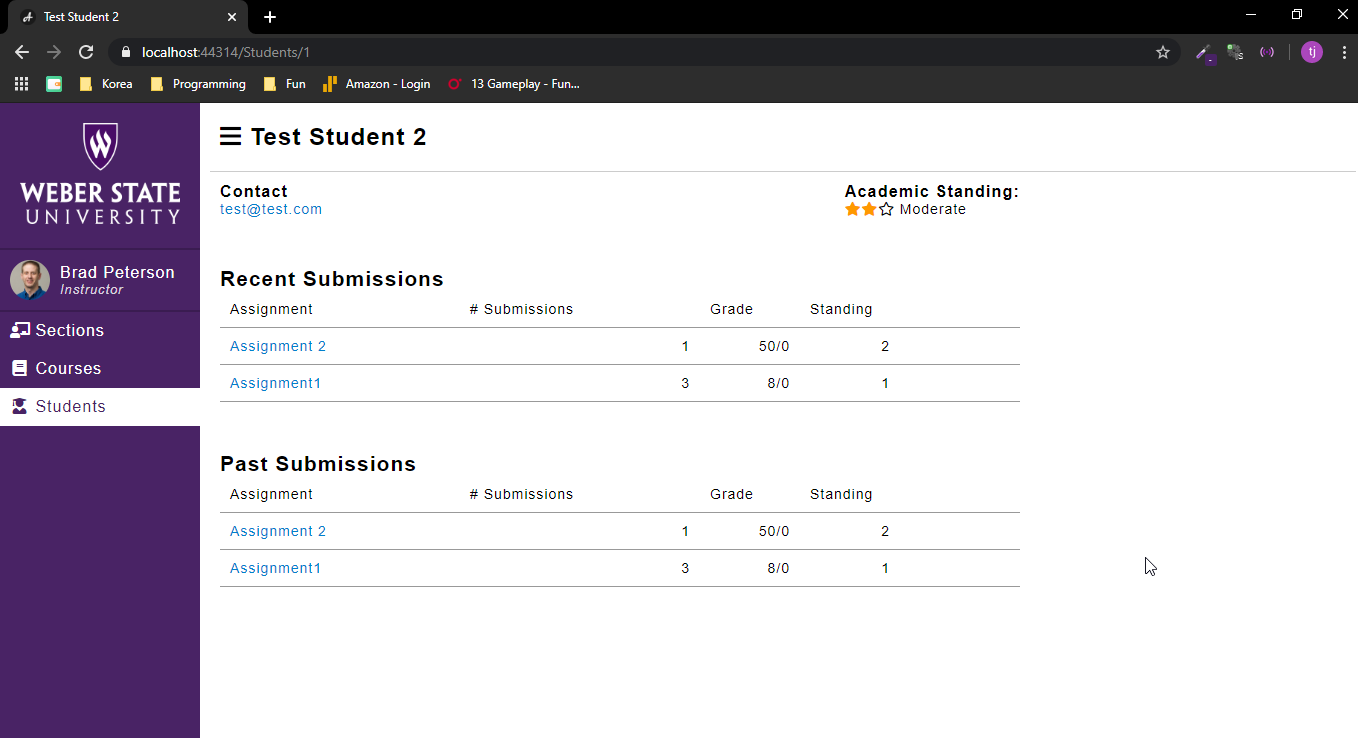 Test Student 2
localhost:44314/Students/1
tj
Korea Programming Fun Amazon - Login 13 Gameplay - Fun...
WEBER STATE
UNIVERSITY
Brad Peterson
Instructor
Sections
Courses
Students
Test Student 2
Contact
test@test.com
Academic Standing:
Moderate
Recent Submissions
Assignment # Submissions Grade Standing
Assignment 2 1 50/0 2
Assignment1 3 8/0 1
Past Submissions
Assignment # Submissions Grade Standing
Assignment 2 1 50/0 2
Assignment1 3 8/0 1